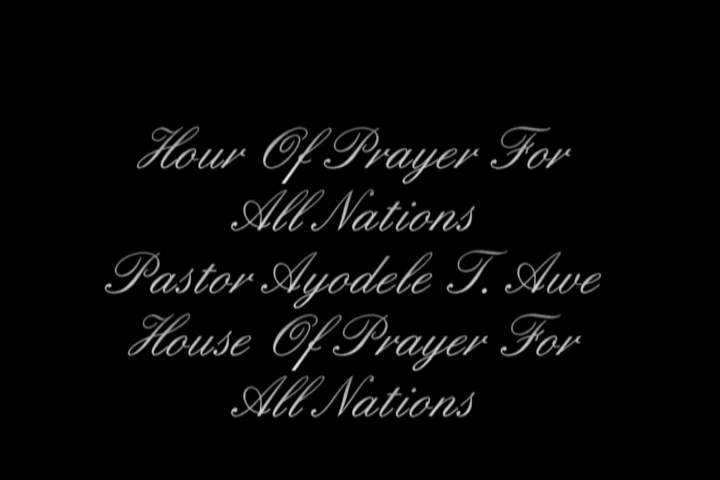 Hour Of Prayer For
All Nations
Pastor Ayodele T. Awe
House Of Prayer For
All Nations